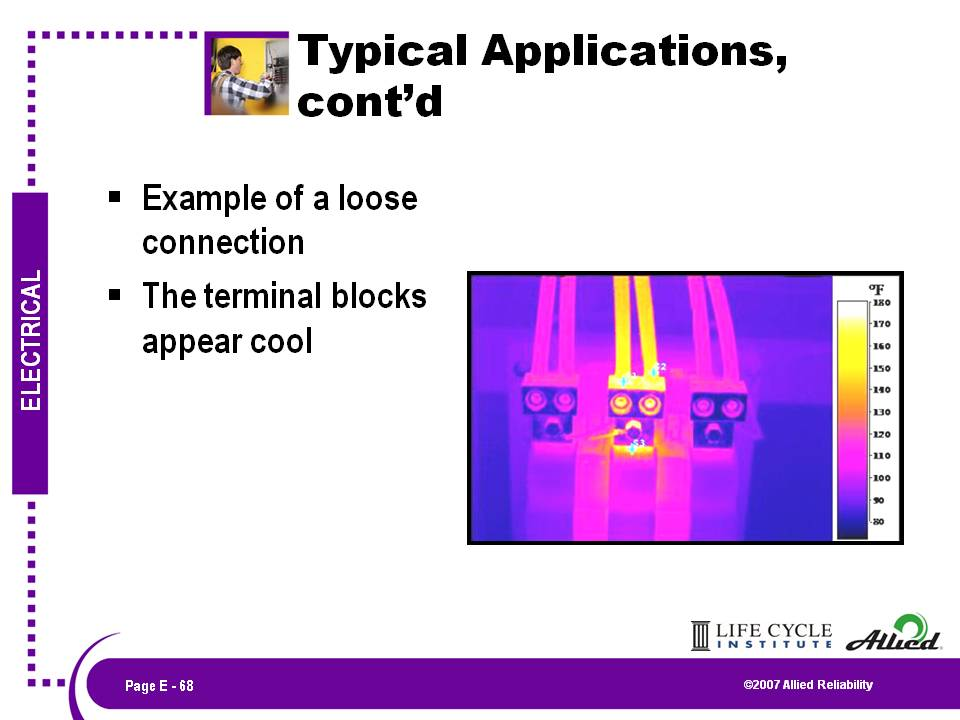 Typical Applications,
cont’d
Example of a loose
connection
The terminal blocks
appear cool
ELECTRICAL
°F
180
170
160
150
140
130
120
110
100
90
80
S2
S3
LIFE CYCLE
INSTITUTE
Allied
Page E - 68
©2007 Allied Reliability